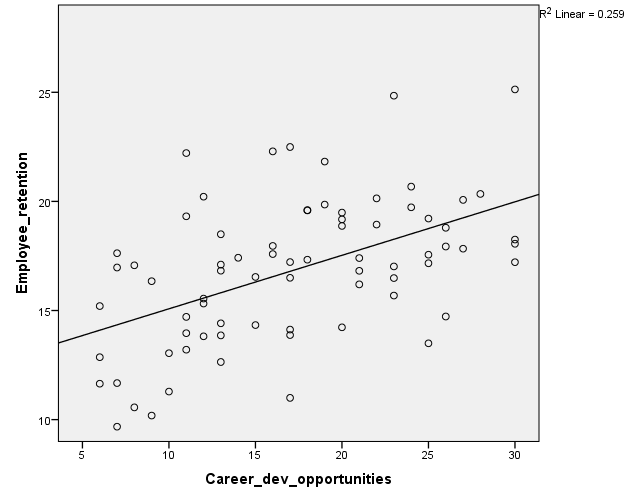 R2 Linear = 0.259
Employee_retention
25
20
15
10
5 10 15 20 25 30
Career_dev_opportunities